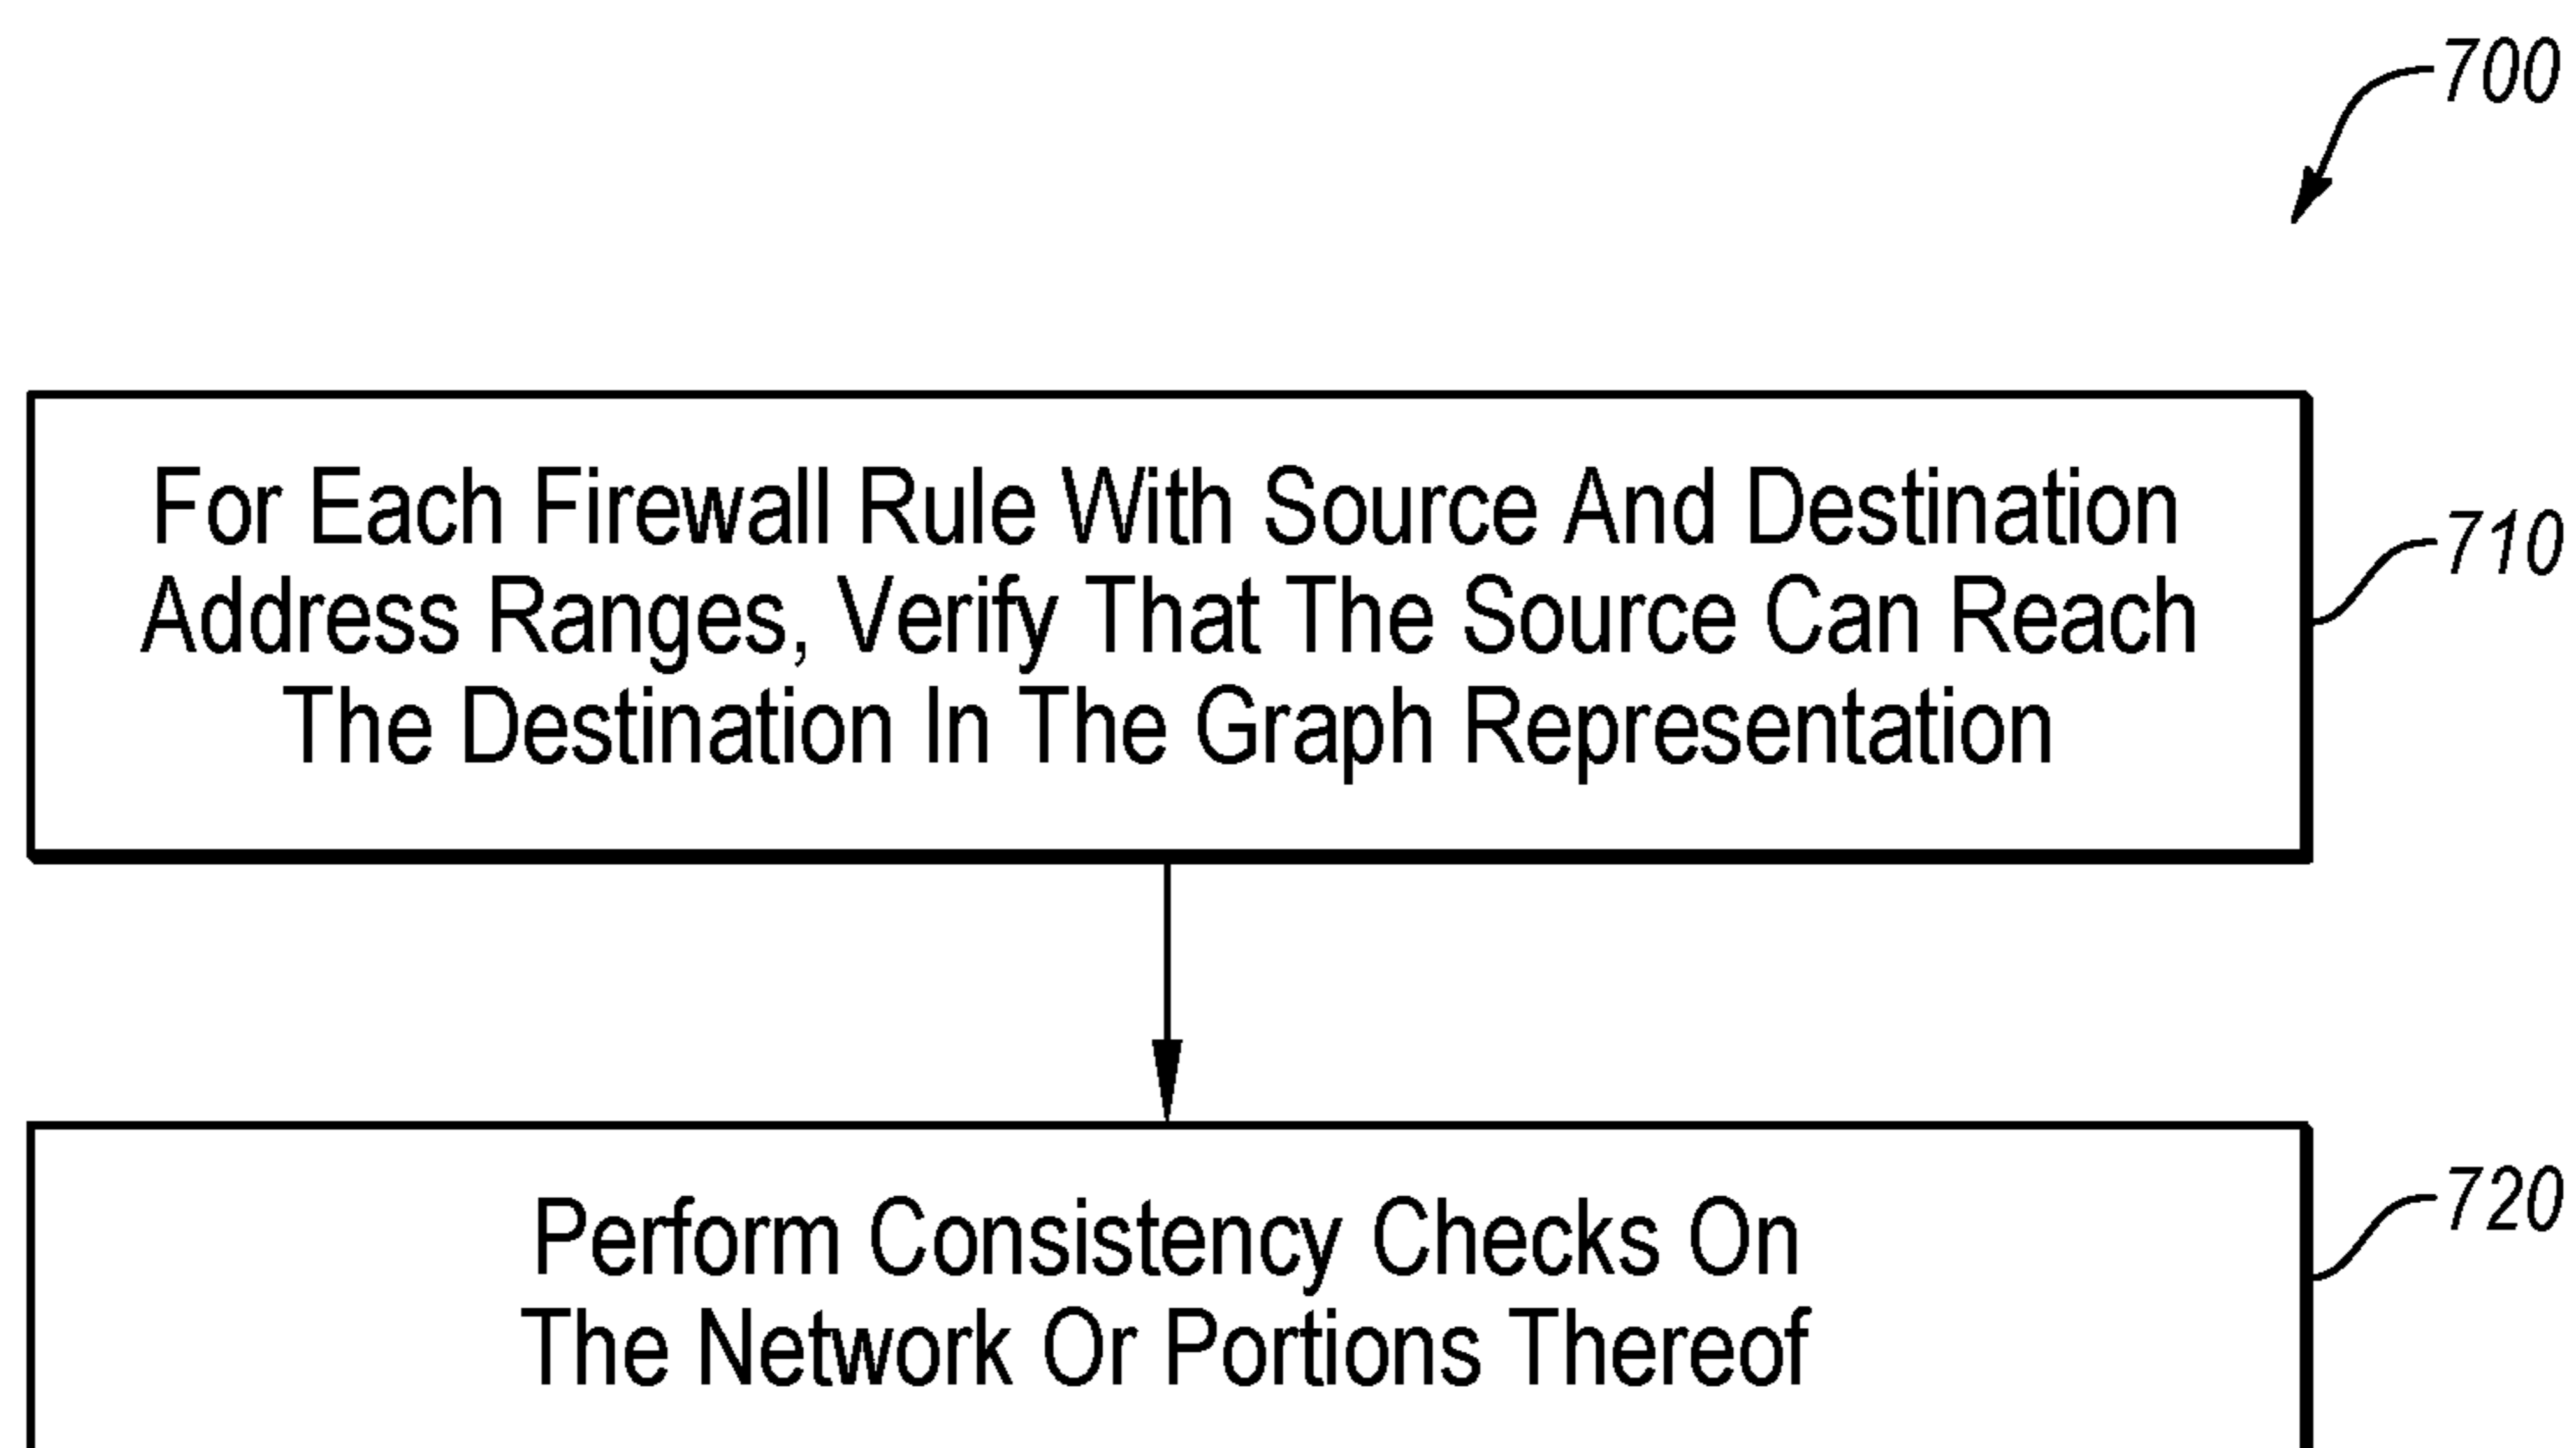 700
For Each Firewall Rule With Source And Destination
Address Ranges, Verify That The Source Can Reach
The Destination In The Graph Representation
710
Perform Consistency Checks On
The Network Or Portions Thereof
720